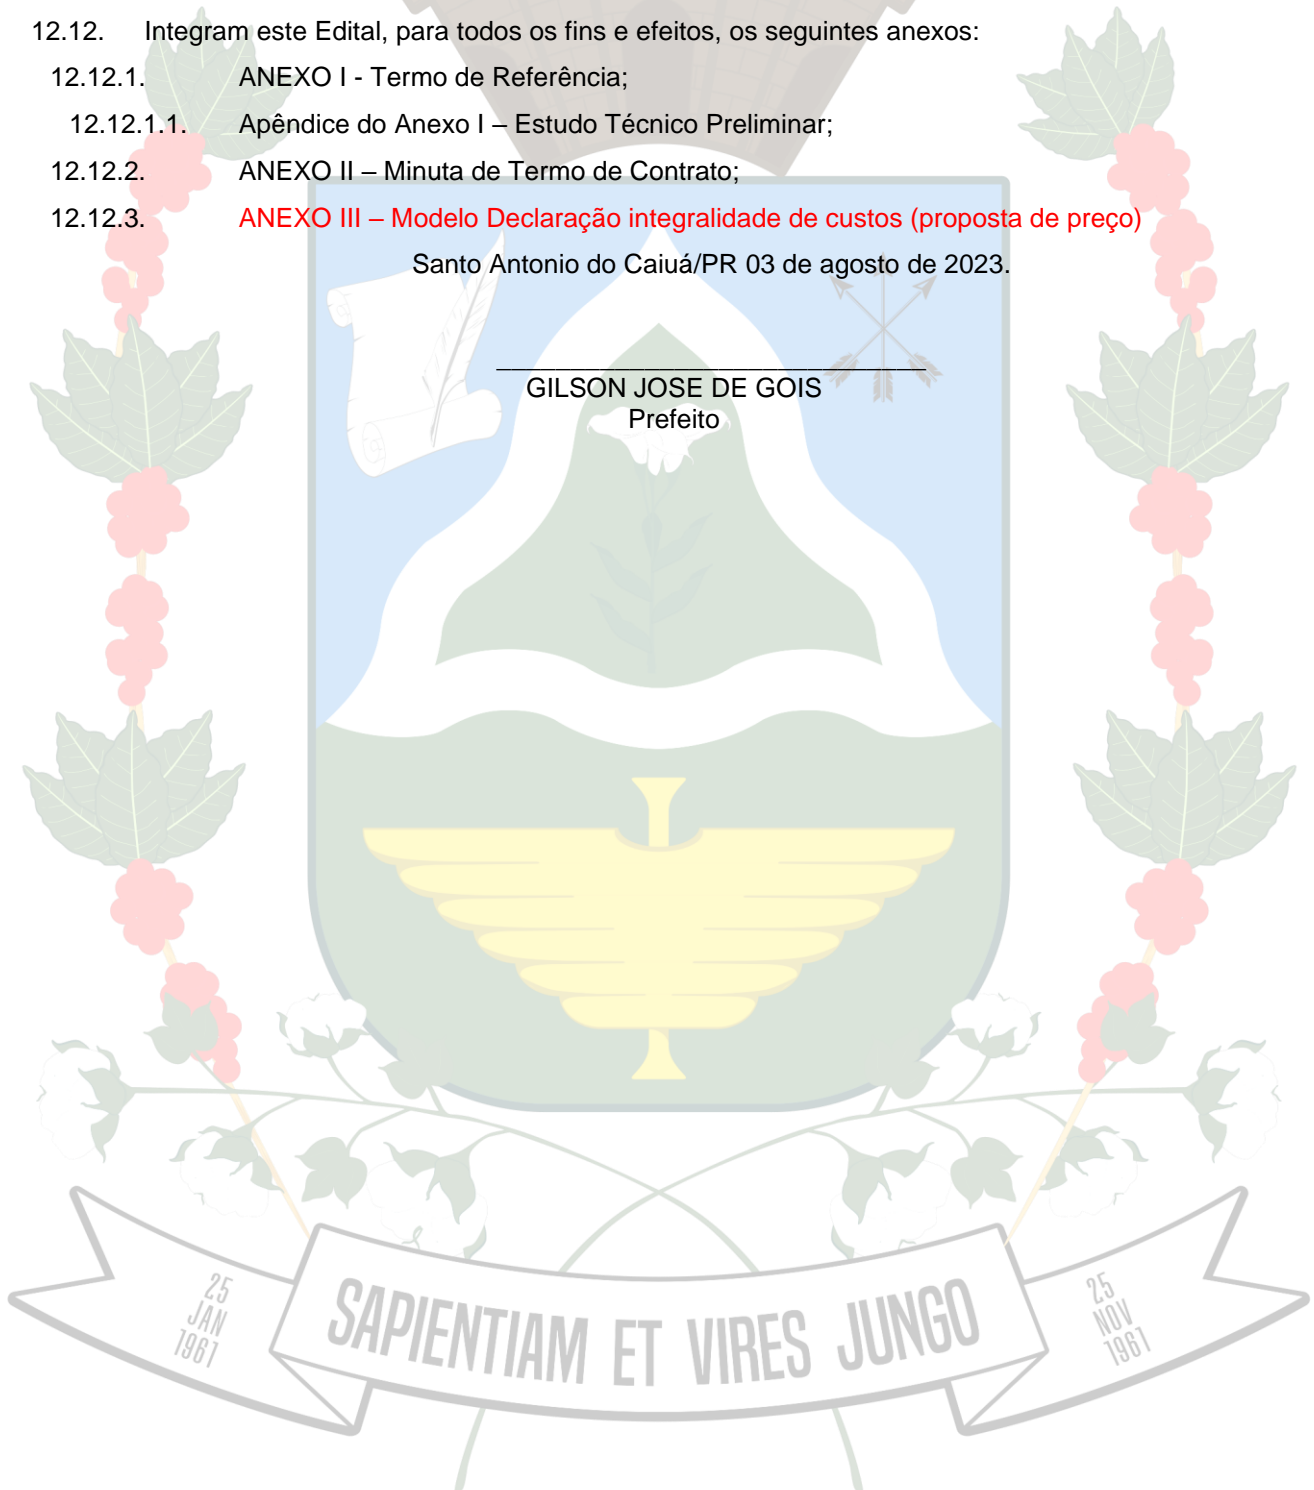 12.12. Integram este Edital, para todos os fins e efeitos, os seguintes anexos:
12.12.1. ANEXO I - Termo de Referência;
12.12.1.1. Apêndice do Anexo I – Estudo Técnico Preliminar;
12.12.2. ANEXO II – Minuta de Termo de Contrato;
12.12.3. ANEXO III – Modelo Declaração integralidade de custos (proposta de preço)
Santo Antonio do Caiuá/PR 03 de agosto de 2023.
GILSON JOSE DE GOIS
Prefeito
25
JAN
1961
SAPIENTIAM ET VIRES JUNGO
25
NOV
1961